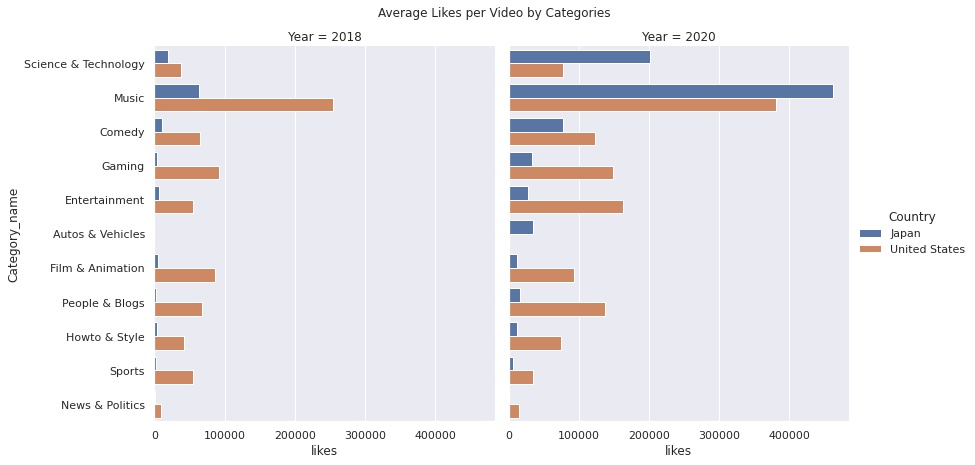 Average Likes per Video by Categories
Year = 2018
Year = 2020
Category_name
Science & Technology
Music
Comedy
Gaming
Entertainment
Autos & Vehicles
Film & Animation
People & Blogs
Howto & Style
Sports
News & Politics
0 100000 200000 300000 400000
0 100000 200000 300000 400000
likes
likes
Country
Japan
United States